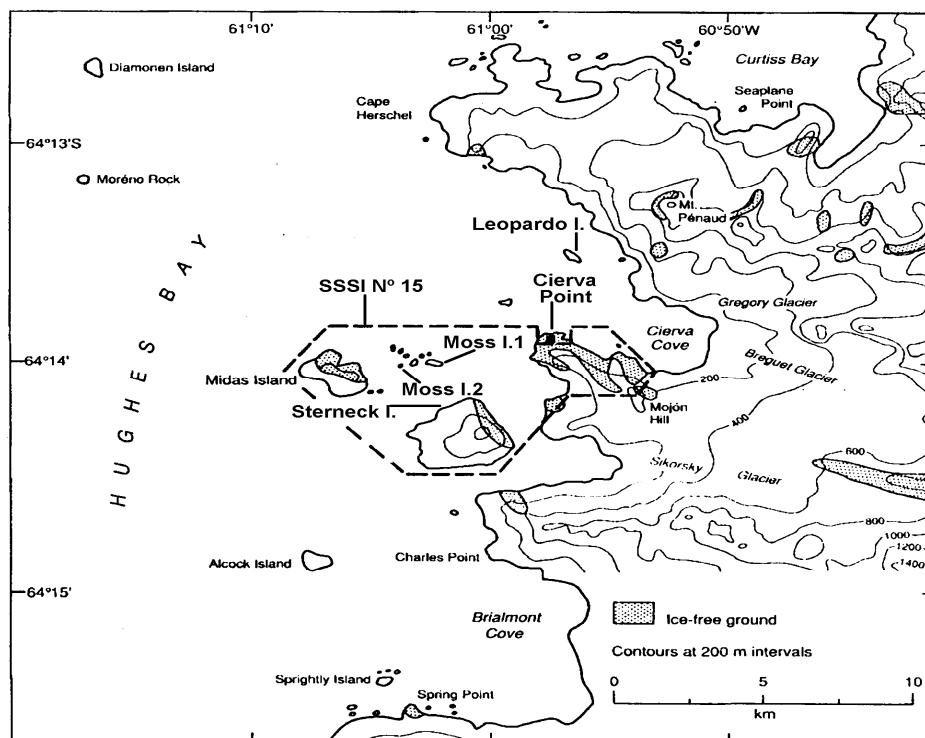 61°10'
61°00
60°50'W
Diamonen Island
Curtiss Bay
Seaplane
Point
Cape
Herschel
64°13'S
Moréno Rock
Mt.
Pénaud
Leopardo I.
HUGHES BAY
SSSI Nº 15
Cierva
Point
Gregory Glacier
Cierva
Cove
64°14'
Moss I.1
Breguet Glacier
Midas Island
Moss I.2
200
Sterneck I.
Mojón
Hill
400
Sikorsky
Glacier
600
800
1000
1200
1400
Alcock Island
Charles Point
64°15'
Brialmont
Cove
Ice-free ground
Contours at 200 m intervals
Sprightly Island
Spring Point
0
5
10
km